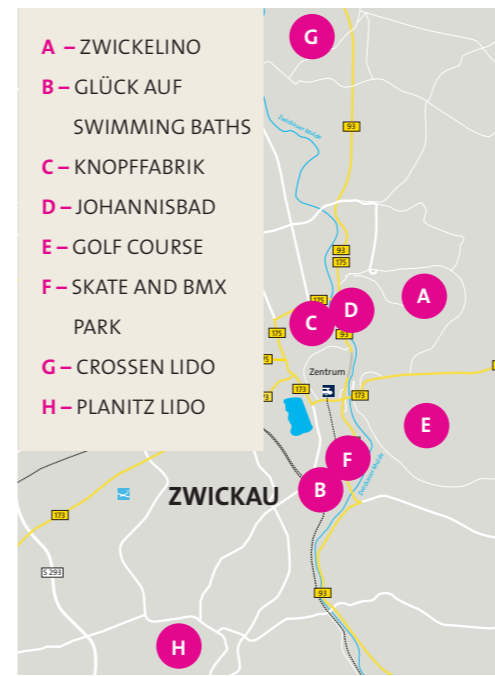 A – ZWICKELINO
B – GLÜCK AUF
SWIMMING BATHS
C – KNOPFFABRIK
D – JOHANNISBAD
E – GOLF COURSE
F – SKATE AND BMX
PARK
G – CROSSEN LIDO
H – PLANITZ LIDO
G
Zwickauer Mulde
93
93
175
A
175
D
C
93
175
Zentrum
173
173
E
F
B
Zwickauer Mulde
ZWICKAU
173
S 293
93
H